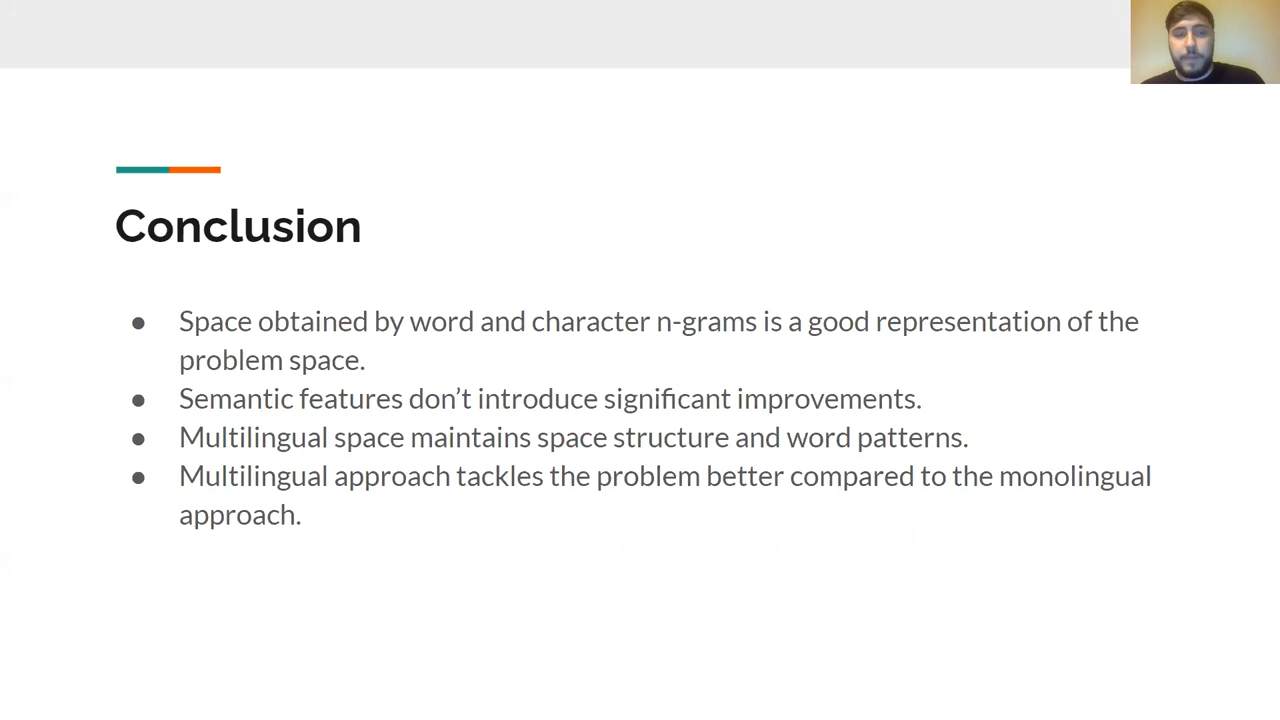 Conclusion
● Space obtained by word and character n-grams is a good representation of the
problem space.
● Semantic features don’t introduce significant improvements.
● Multilingual space maintains space structure and word patterns.
● Multilingual approach tackles the problem better compared to the monolingual
approach.